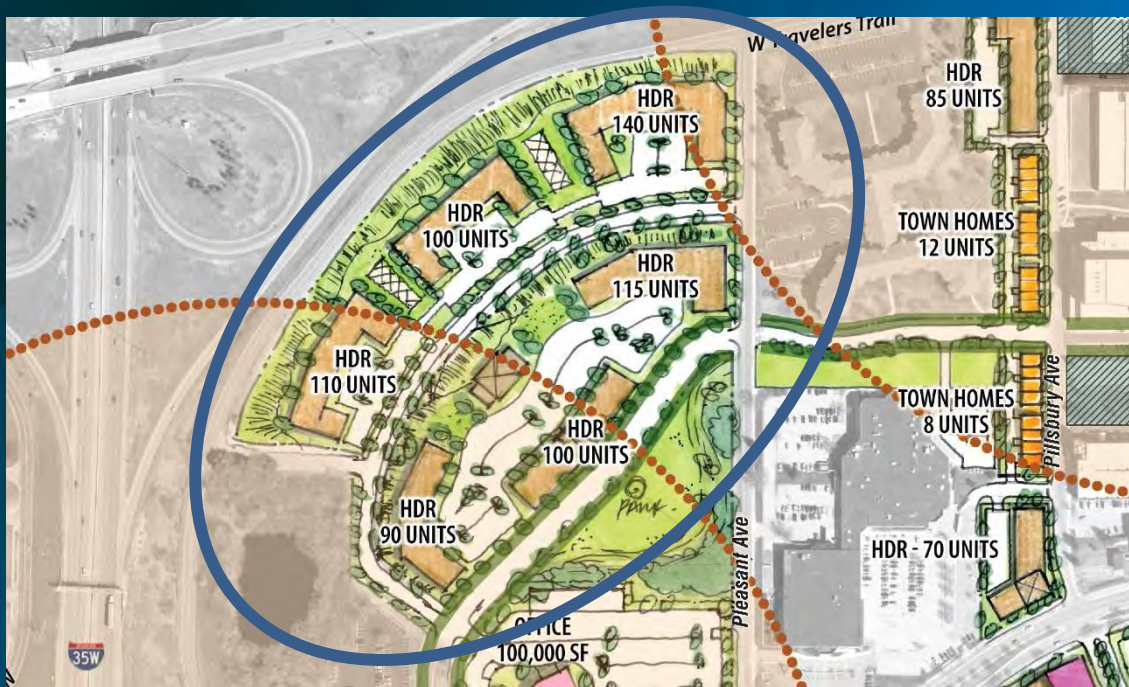 W Travelers Trail
HDR
85 UNITS
HDR
140 UNITS
HDR
100 UNITS
TOWN HOMES
12 UNITS
HDR
115 UNITS
HDR
110 UNITS
TOWN HOMES
8 UNITS
Pillsbury Ave
HDR
100 UNITS
PARK
HDR
90 UNITS
HDR - 70 UNITS
Pleasant Ave
OFFICE
100,000 SF
35W